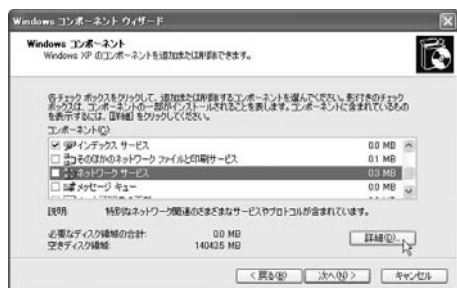 Windows コンポーネント ウィザード
Windows コンポーネント
Windows XP のコンポーネントを追加または削除できます。
各チェック ボックスをクリックして、追加または削除するコンポーネントを選んでください。影付きのチェック
ボックスは、コンポーネントの一部がインストールされることを表します。コンポーネントに含まれているもの
を表示するには、[詳細] をクリックしてください。
コンポーネント(C):
インデックス サービス 0.0 MB
そのほかのネットワーク ファイルと印刷サービス 0.1 MB
ネットワーク サービス 0.3 MB
メッセージ キュー 0.0 MB
説明: 特別なネットワーク関連のさまざまなサービスやプロトコルが含まれています。
必要なディスク領域の合計: 0.0 MB
空きディスク領域: 14043.5 MB
詳細(D)...
< 戻る(B)
次へ(N) >
キャンセル